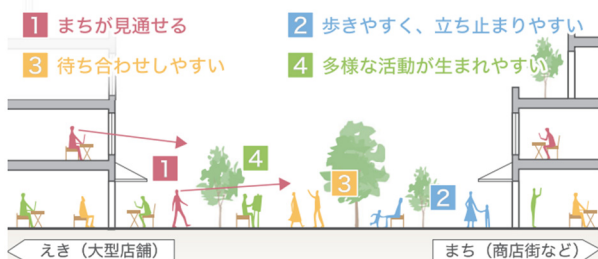 1 まちが見通せる
2 歩きやすく、立ち止まりやすい
3 待ち合わせしやすい
4 多様な活動が生まれやすい
4
1
3
2
えき（大型店舗）
まち（商店街など）